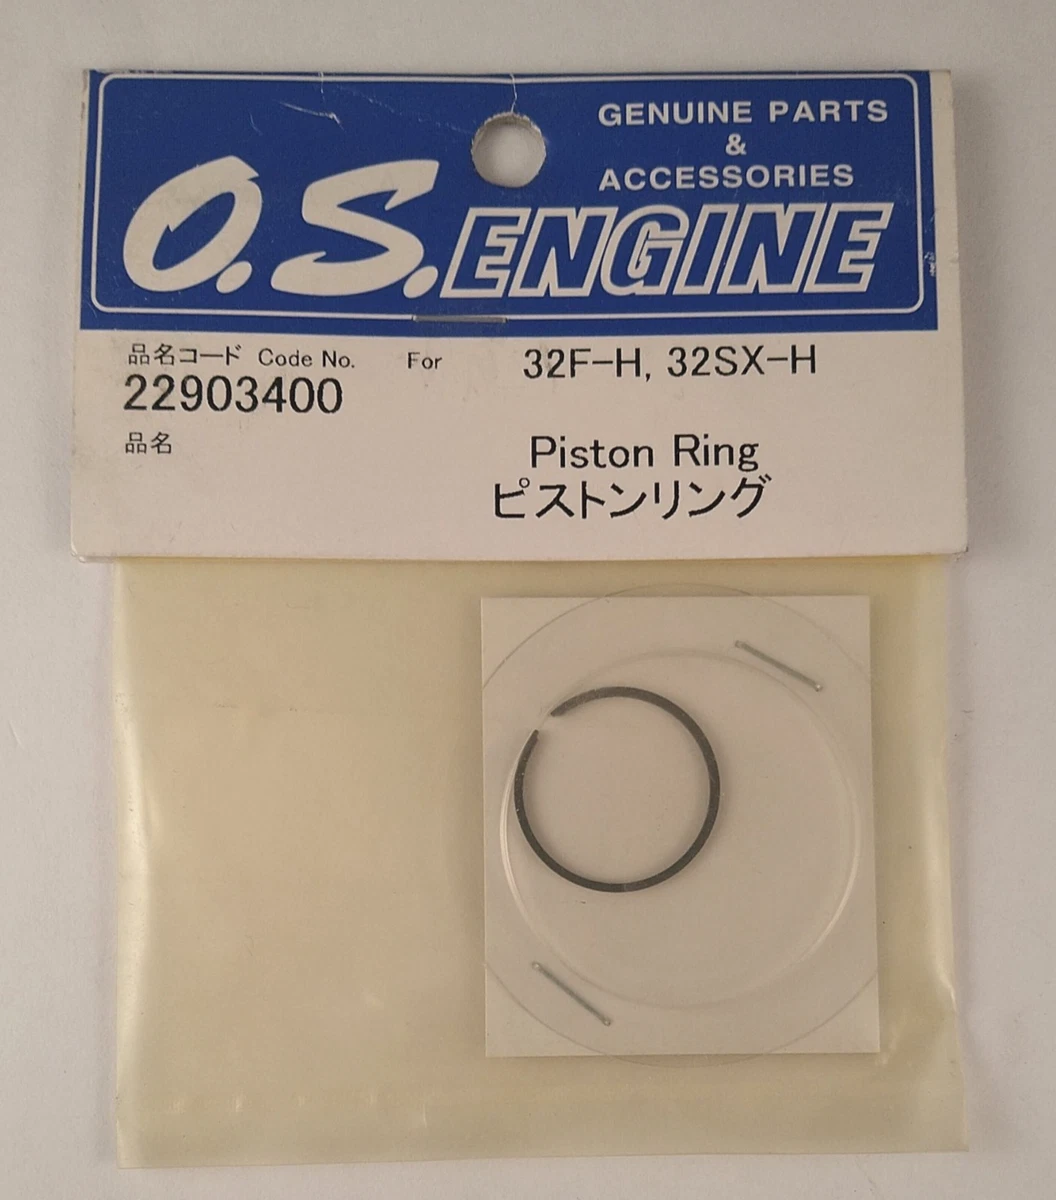 GENUINE PARTS
&
ACCESSORIES
O.S.ENGINE
品名コード Code No. For 32F-H, 32SX-H
22903400
品名
Piston Ring
ピストンリング